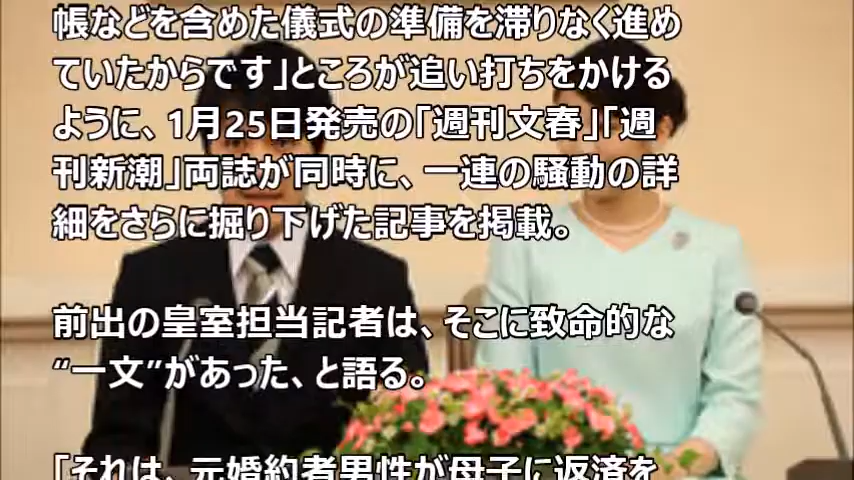 帳などを含めた儀式の準備を滞りなく進め
ていたからです」ところが追い打ちをかける
ように、1月25日発売の「週刊文春」「週
刊新潮」両誌が同時に、一連の騒動の詳
細をさらに掘り下げた記事を掲載。
前出の皇室担当記者は、そこに致命的な
“一文”があった、と語る。
「それは、元婚約者男性が母子に返済を